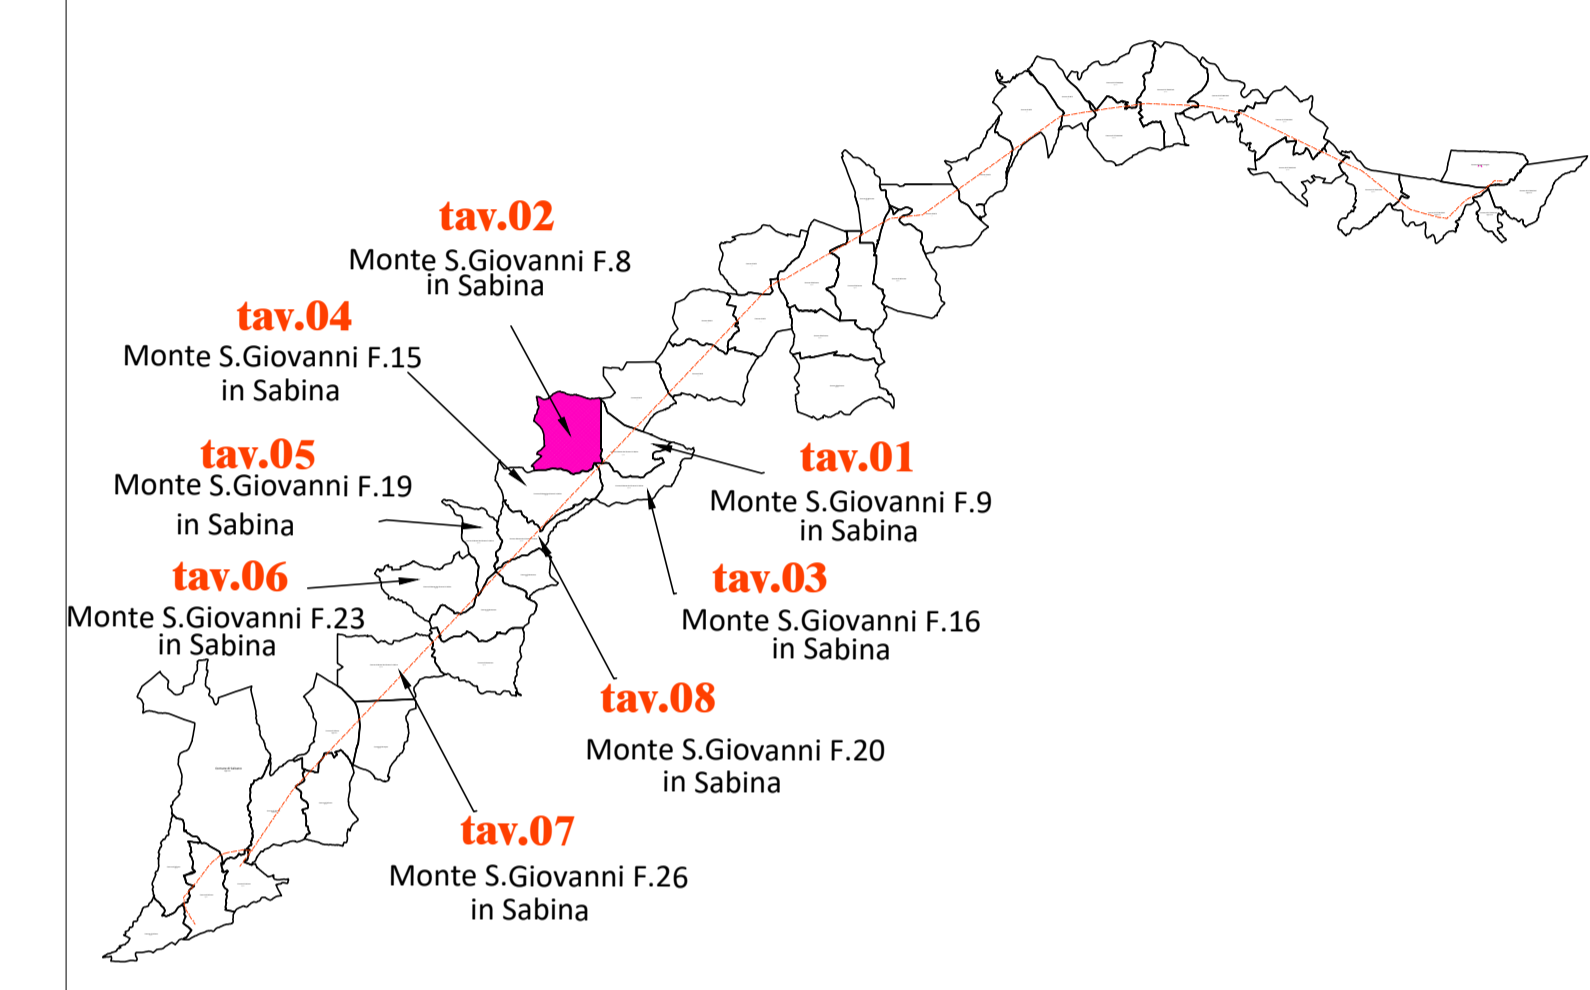 tav.02
Monte S.Giovanni F.8
in Sabina
tav.04
Monte S.Giovanni F.15
in Sabina
tav.05
Monte S.Giovanni F.19
in Sabina
tav.01
Monte S.Giovanni F.9
in Sabina
tav.06
Monte S.Giovanni F.23
in Sabina
tav.03
Monte S.Giovanni F.16
in Sabina
tav.08
Monte S.Giovanni F.20
in Sabina
tav.07
Monte S.Giovanni F.26
in Sabina